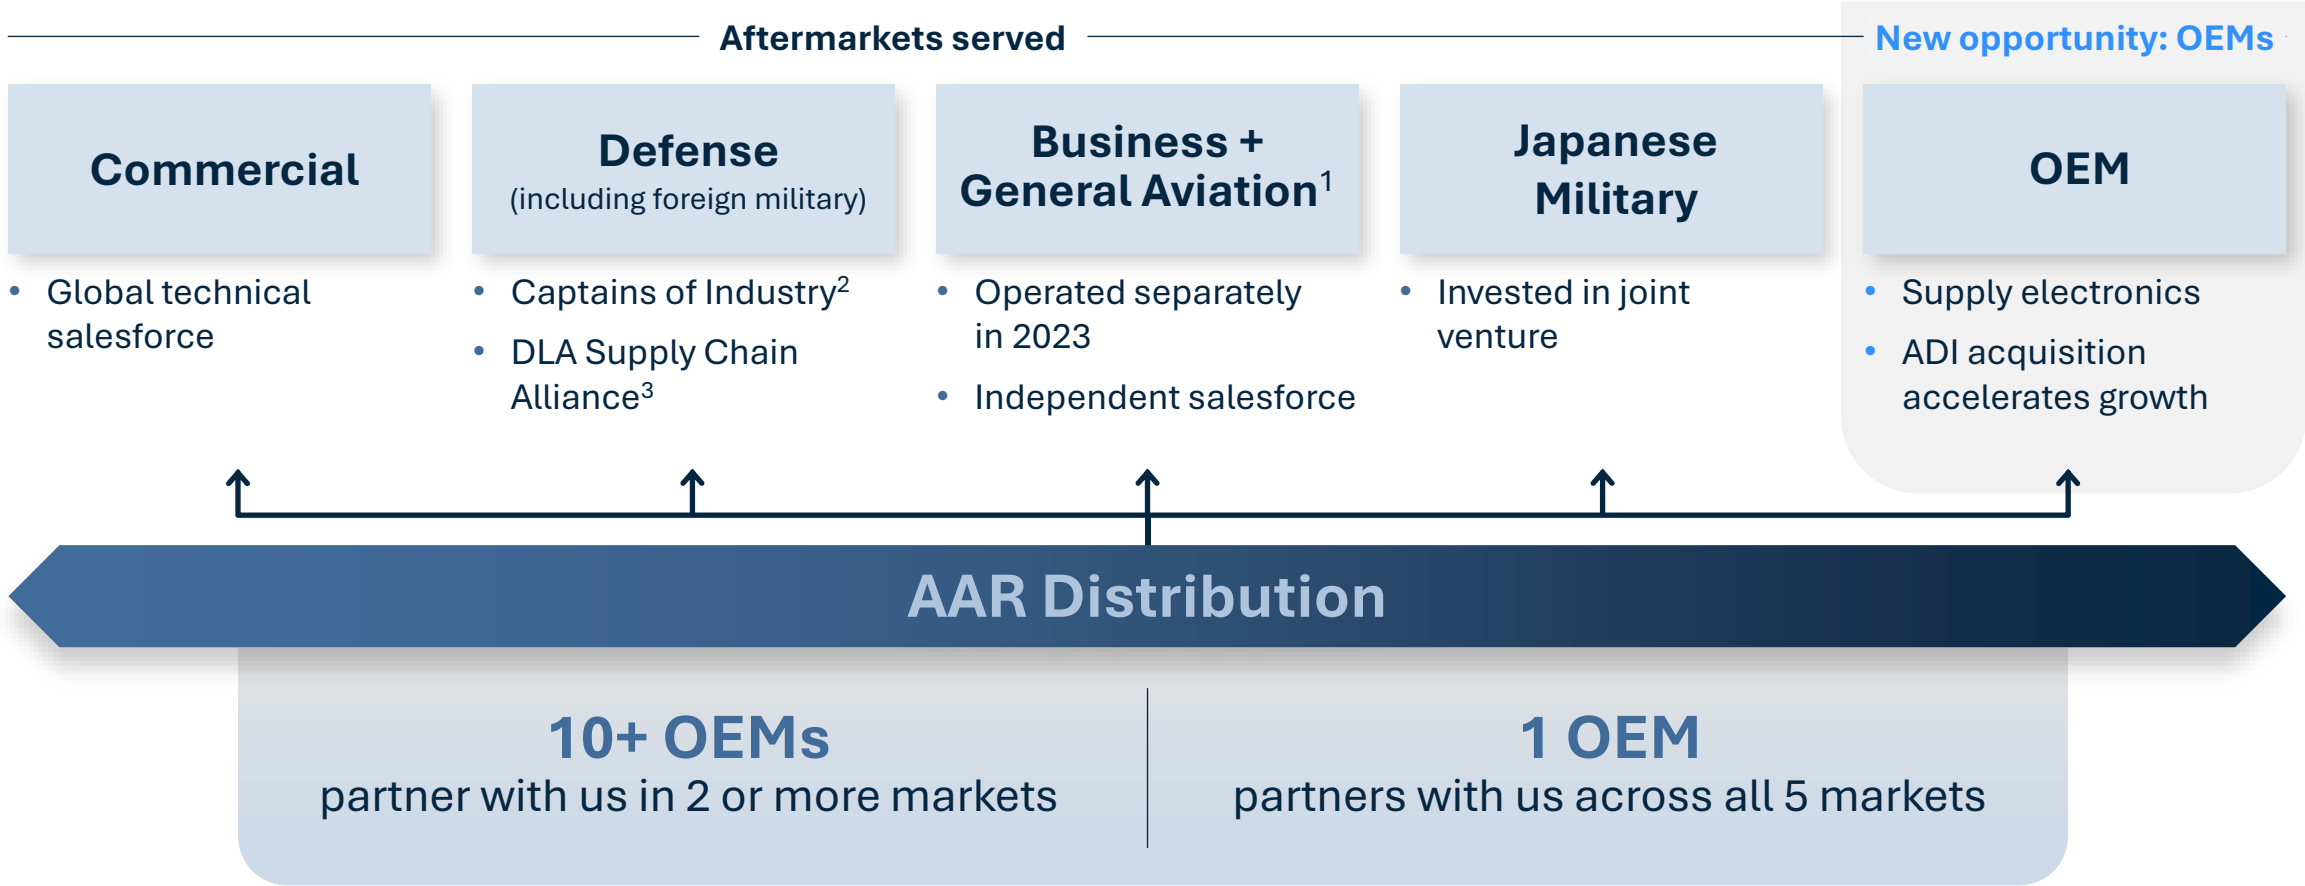 Aftermarkets served
New opportunity: OEMs
Commercial
• Global technical
salesforce
Defense
(including foreign military)
• Captains of Industry²
• DLA Supply Chain
Alliance³
Business +
General Aviation¹
• Operated separately
in 2023
• Independent salesforce
Japanese
Military
• Invested in joint
venture
OEM
• Supply electronics
• ADI acquisition
accelerates growth
AAR Distribution
10+ OEMs
partner with us in 2 or more markets
1 OEM
partners with us across all 5 markets